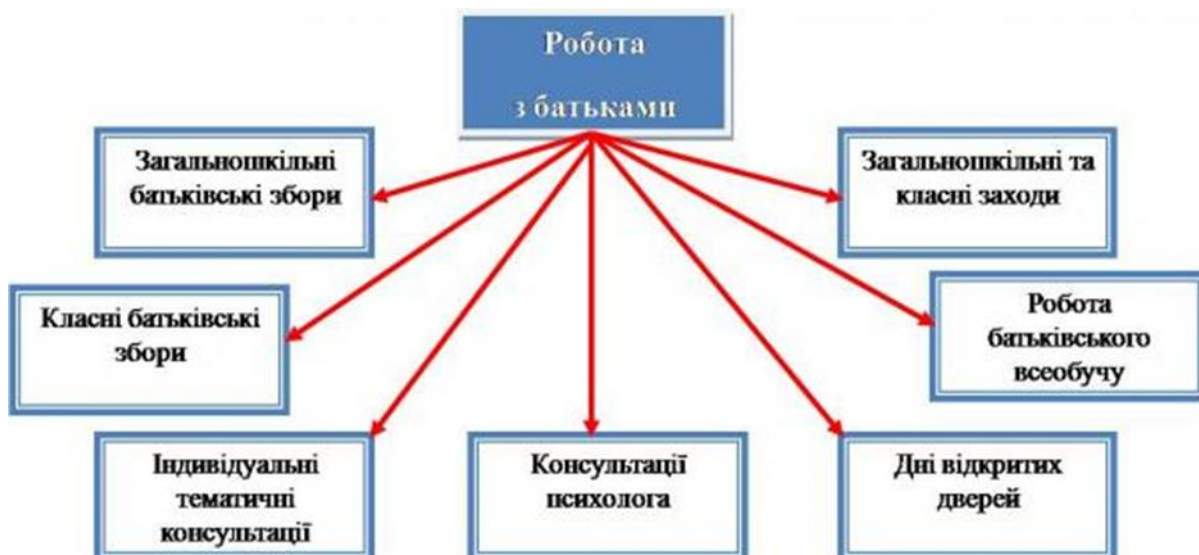 Робота
з батьками
Загальношкільні
батьківські збори
Загальношкільні та
класні заходи
Класні батьківські
збори
Робота
батьківського
всеобучу
Індивідуальні
тематичні
консультації
Консультації
психолога
Дні відкритих
дверей